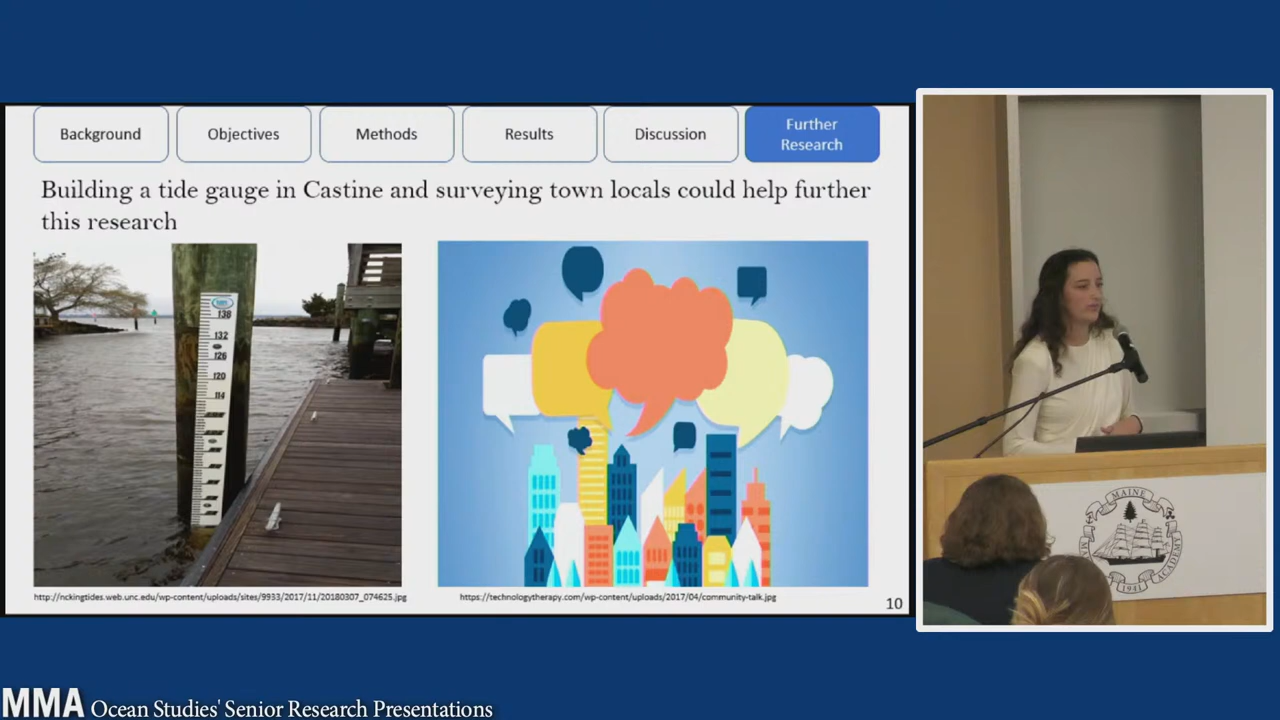 Background
Objectives
Methods
Results
Discussion
Further
Research
Building a tide gauge in Castine and surveying town locals could help further
this research
138
132
126
120
114
http://nckingtides.web.unc.edu/wp-content/uploads/sites/9933/2017/11/20180307_074625.jpg
https://technologytherapy.com/wp-content/uploads/2017/04/community-talk.jpg
10
MAINE
ACADEMY
1941
MMA Ocean Studies' Senior Research Presentations